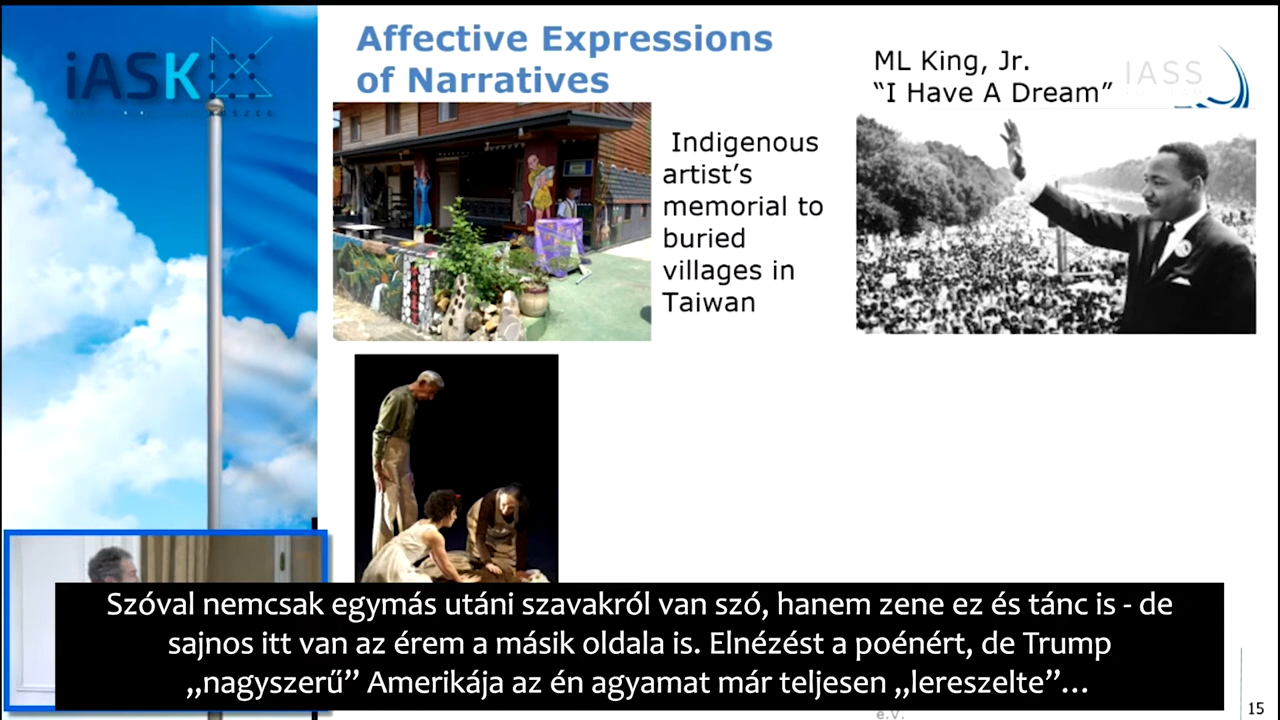 iASK
KŐSZEG
Affective Expressions
of Narratives
ML King, Jr.
“I Have A Dream”
IASS
Indigenous
artist’s
memorial to
buried
villages in
Taiwan
Szóval nemcsak egymás utáni szavakról van szó, hanem zene ez és tánc is - de
sajnos itt van az érem a másik oldala is. Elnézést a poénért, de Trump
„nagyszerű” Amerikája az én agyamat már teljesen „lereszelte”…
e.V.
15